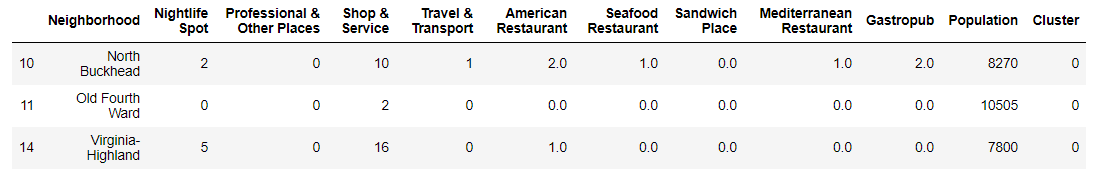 Neighborhood Nightlife Spot Professional & Other Places Shop & Service Travel & Transport American Restaurant Seafood Restaurant Sandwich Place Mediterranean Restaurant Gastropub Population Cluster
10 North Buckhead 2 0 10 1 2.0 1.0 0.0 1.0 2.0 8270 0
11 Old Fourth Ward 0 0 2 0 0.0 0.0 0.0 0.0 0.0 10505 0
14 Virginia-Highland 5 0 16 0 1.0 0.0 0.0 0.0 0.0 7800 0